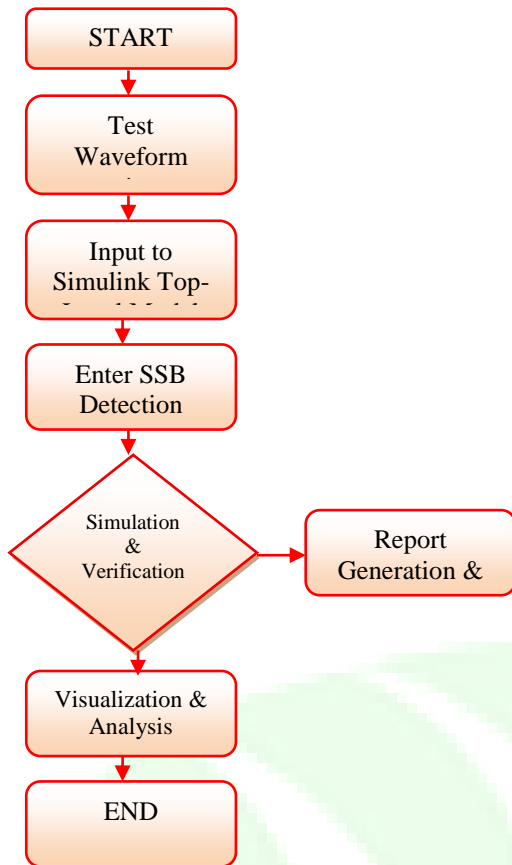 START
Test
Waveform
Input to
Simulink Top-
Enter SSB
Detection
Simulation
&
Verification
Report
Generation &
Visualization &
Analysis
END